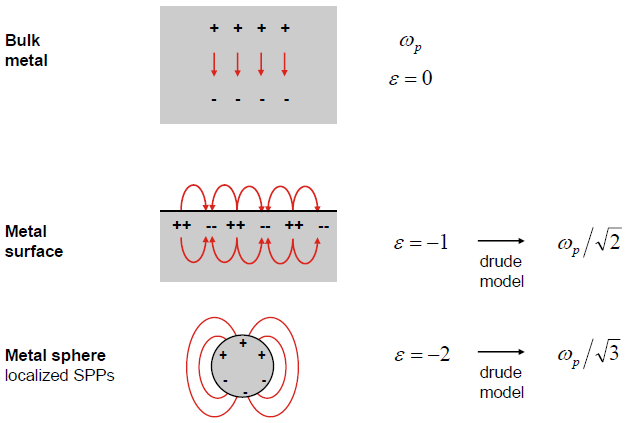 Bulk
metal
+ + + +
- - - -
ωₚ
ε = 0
Metal
surface
++ -- ++ -- ++ --
ε = −1
drude
model
ωₚ/√2
Metal sphere
localized SPPs
+
+ +
- -
-
ε = −2
drude
model
ωₚ/√3